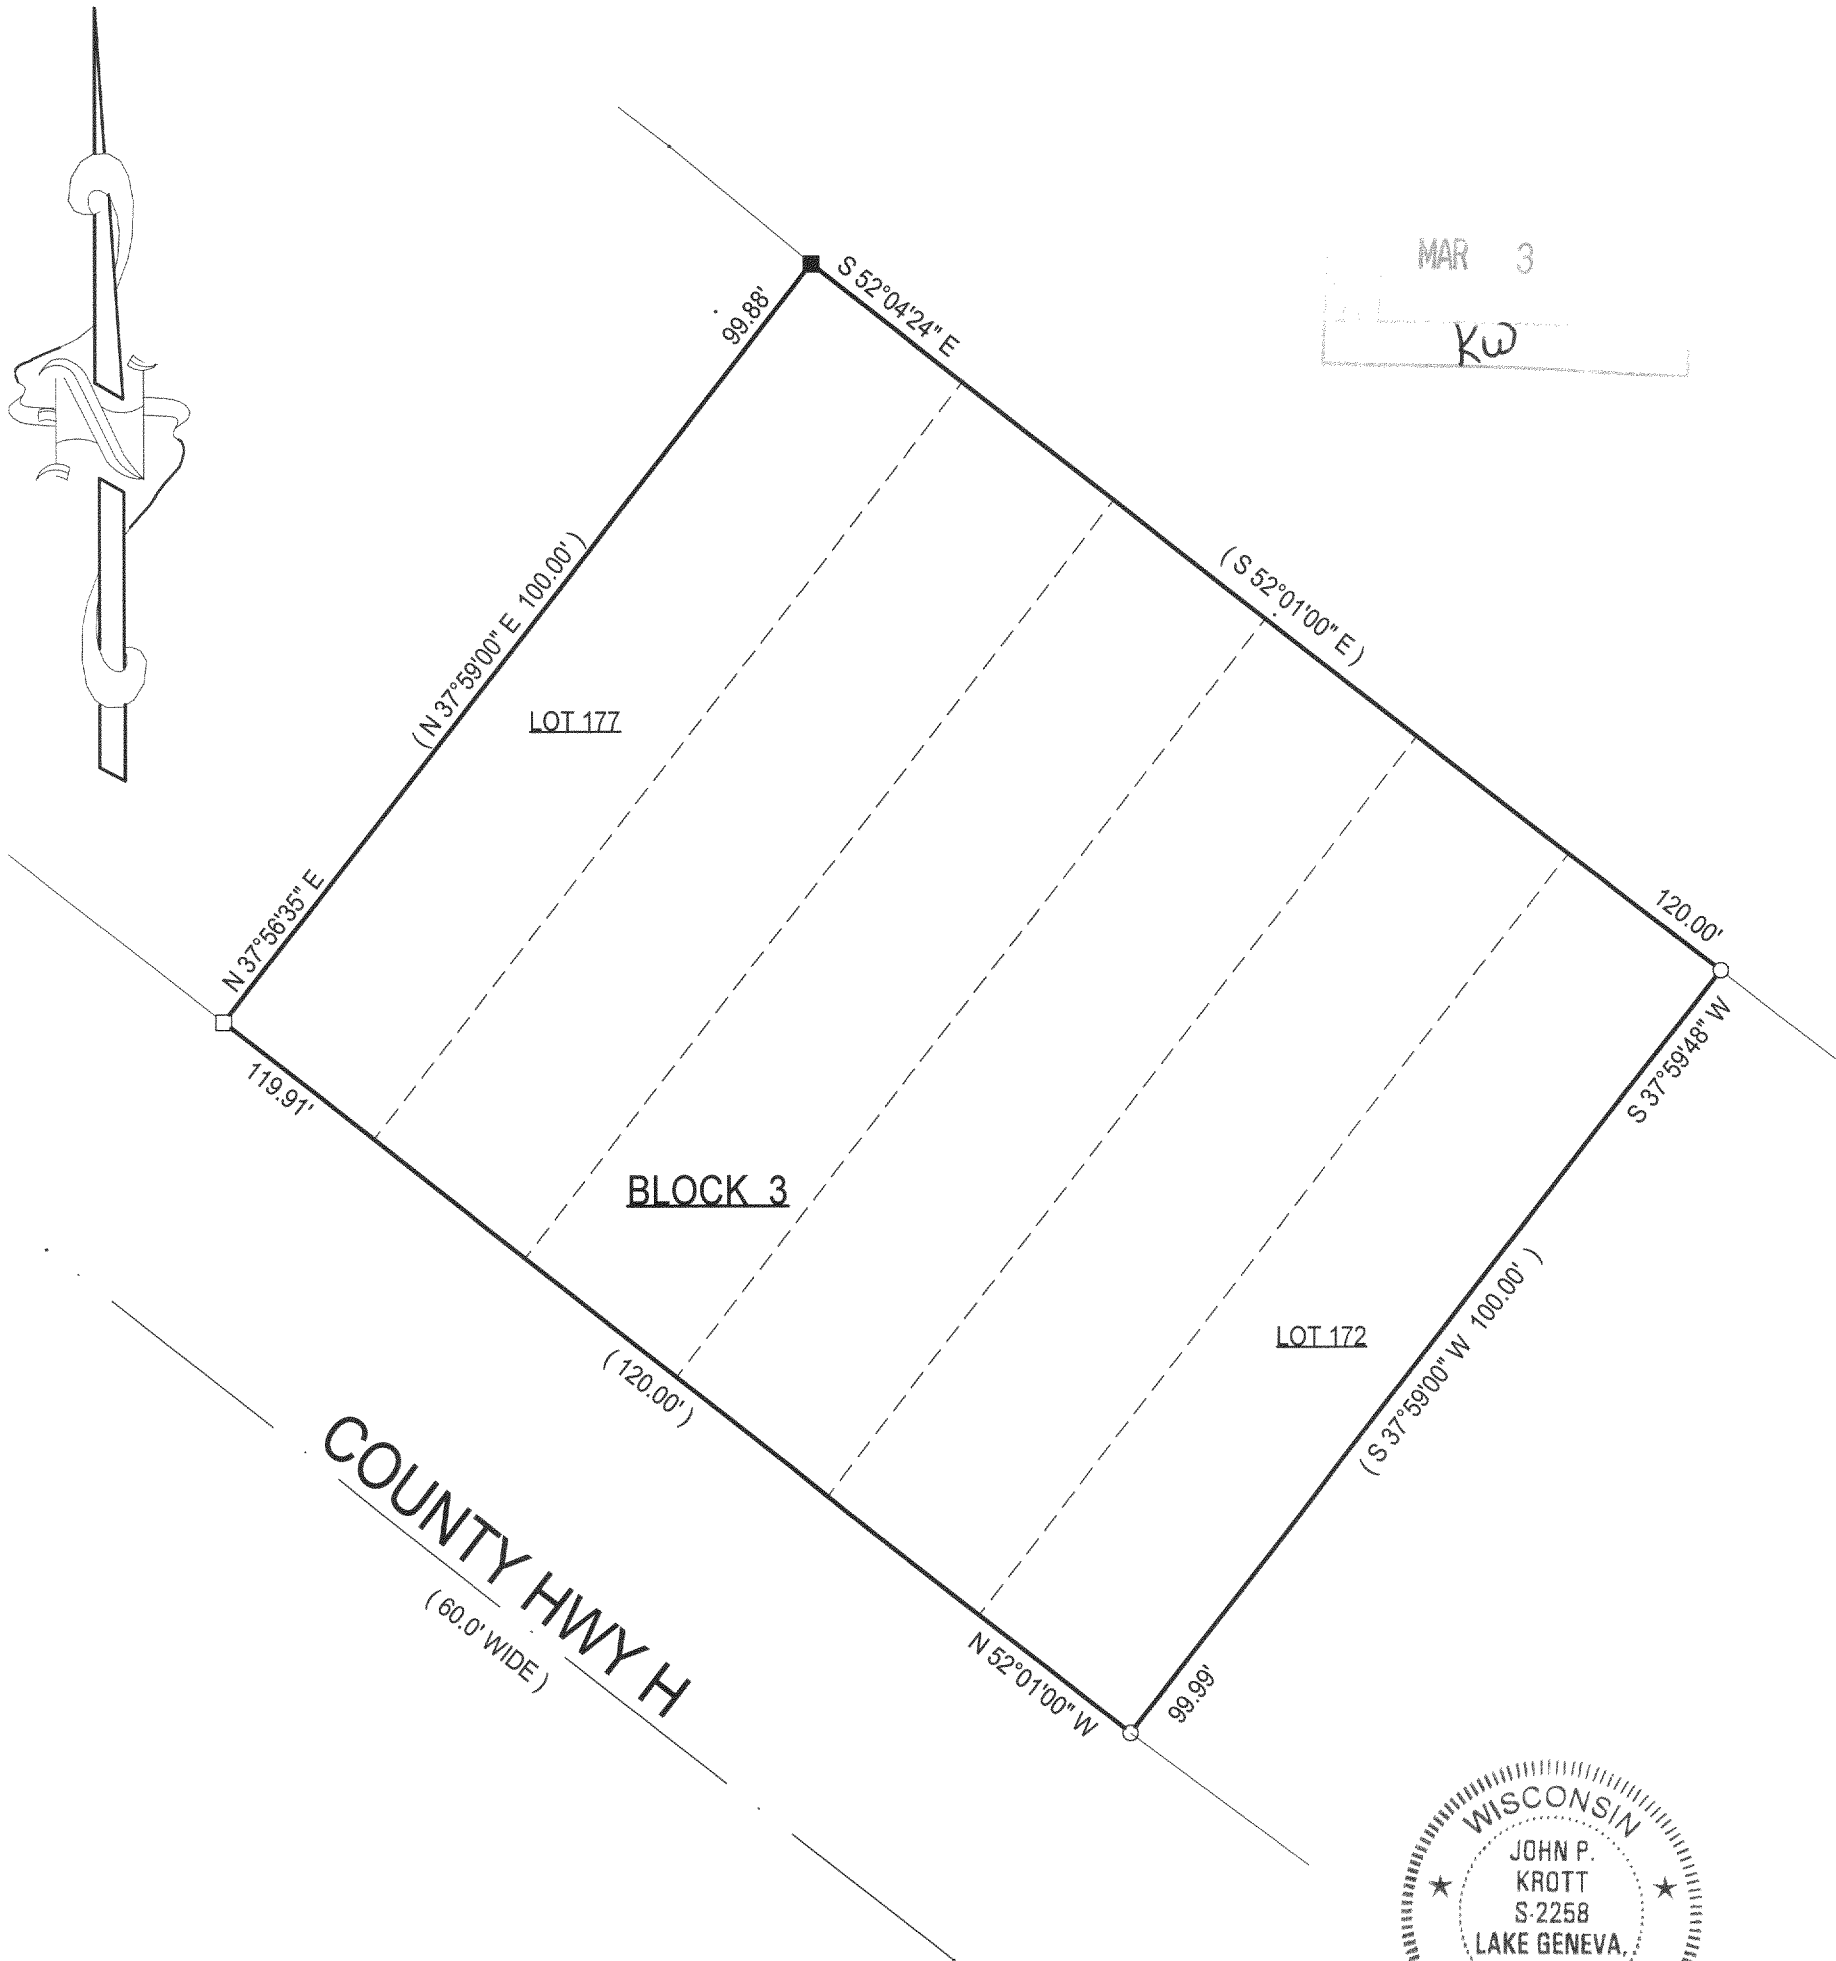 MAR 3
KW
S 52°04'24" E
99.88'
( S 52°01'00" E )
( N 37°59'00" E 100.00' )
LOT 177
N 37°56'35" E
120.00'
S 37°59'48" W
119.91'
BLOCK 3
( S 37°59'00" W 100.00' )
LOT 172
( 120.00' )
COUNTY HWY H
( 60.0' WIDE )
N 52°01'00" W
99.99'
WISCONSIN
JOHN P.
KROTT
S-2258
LAKE GENEVA,